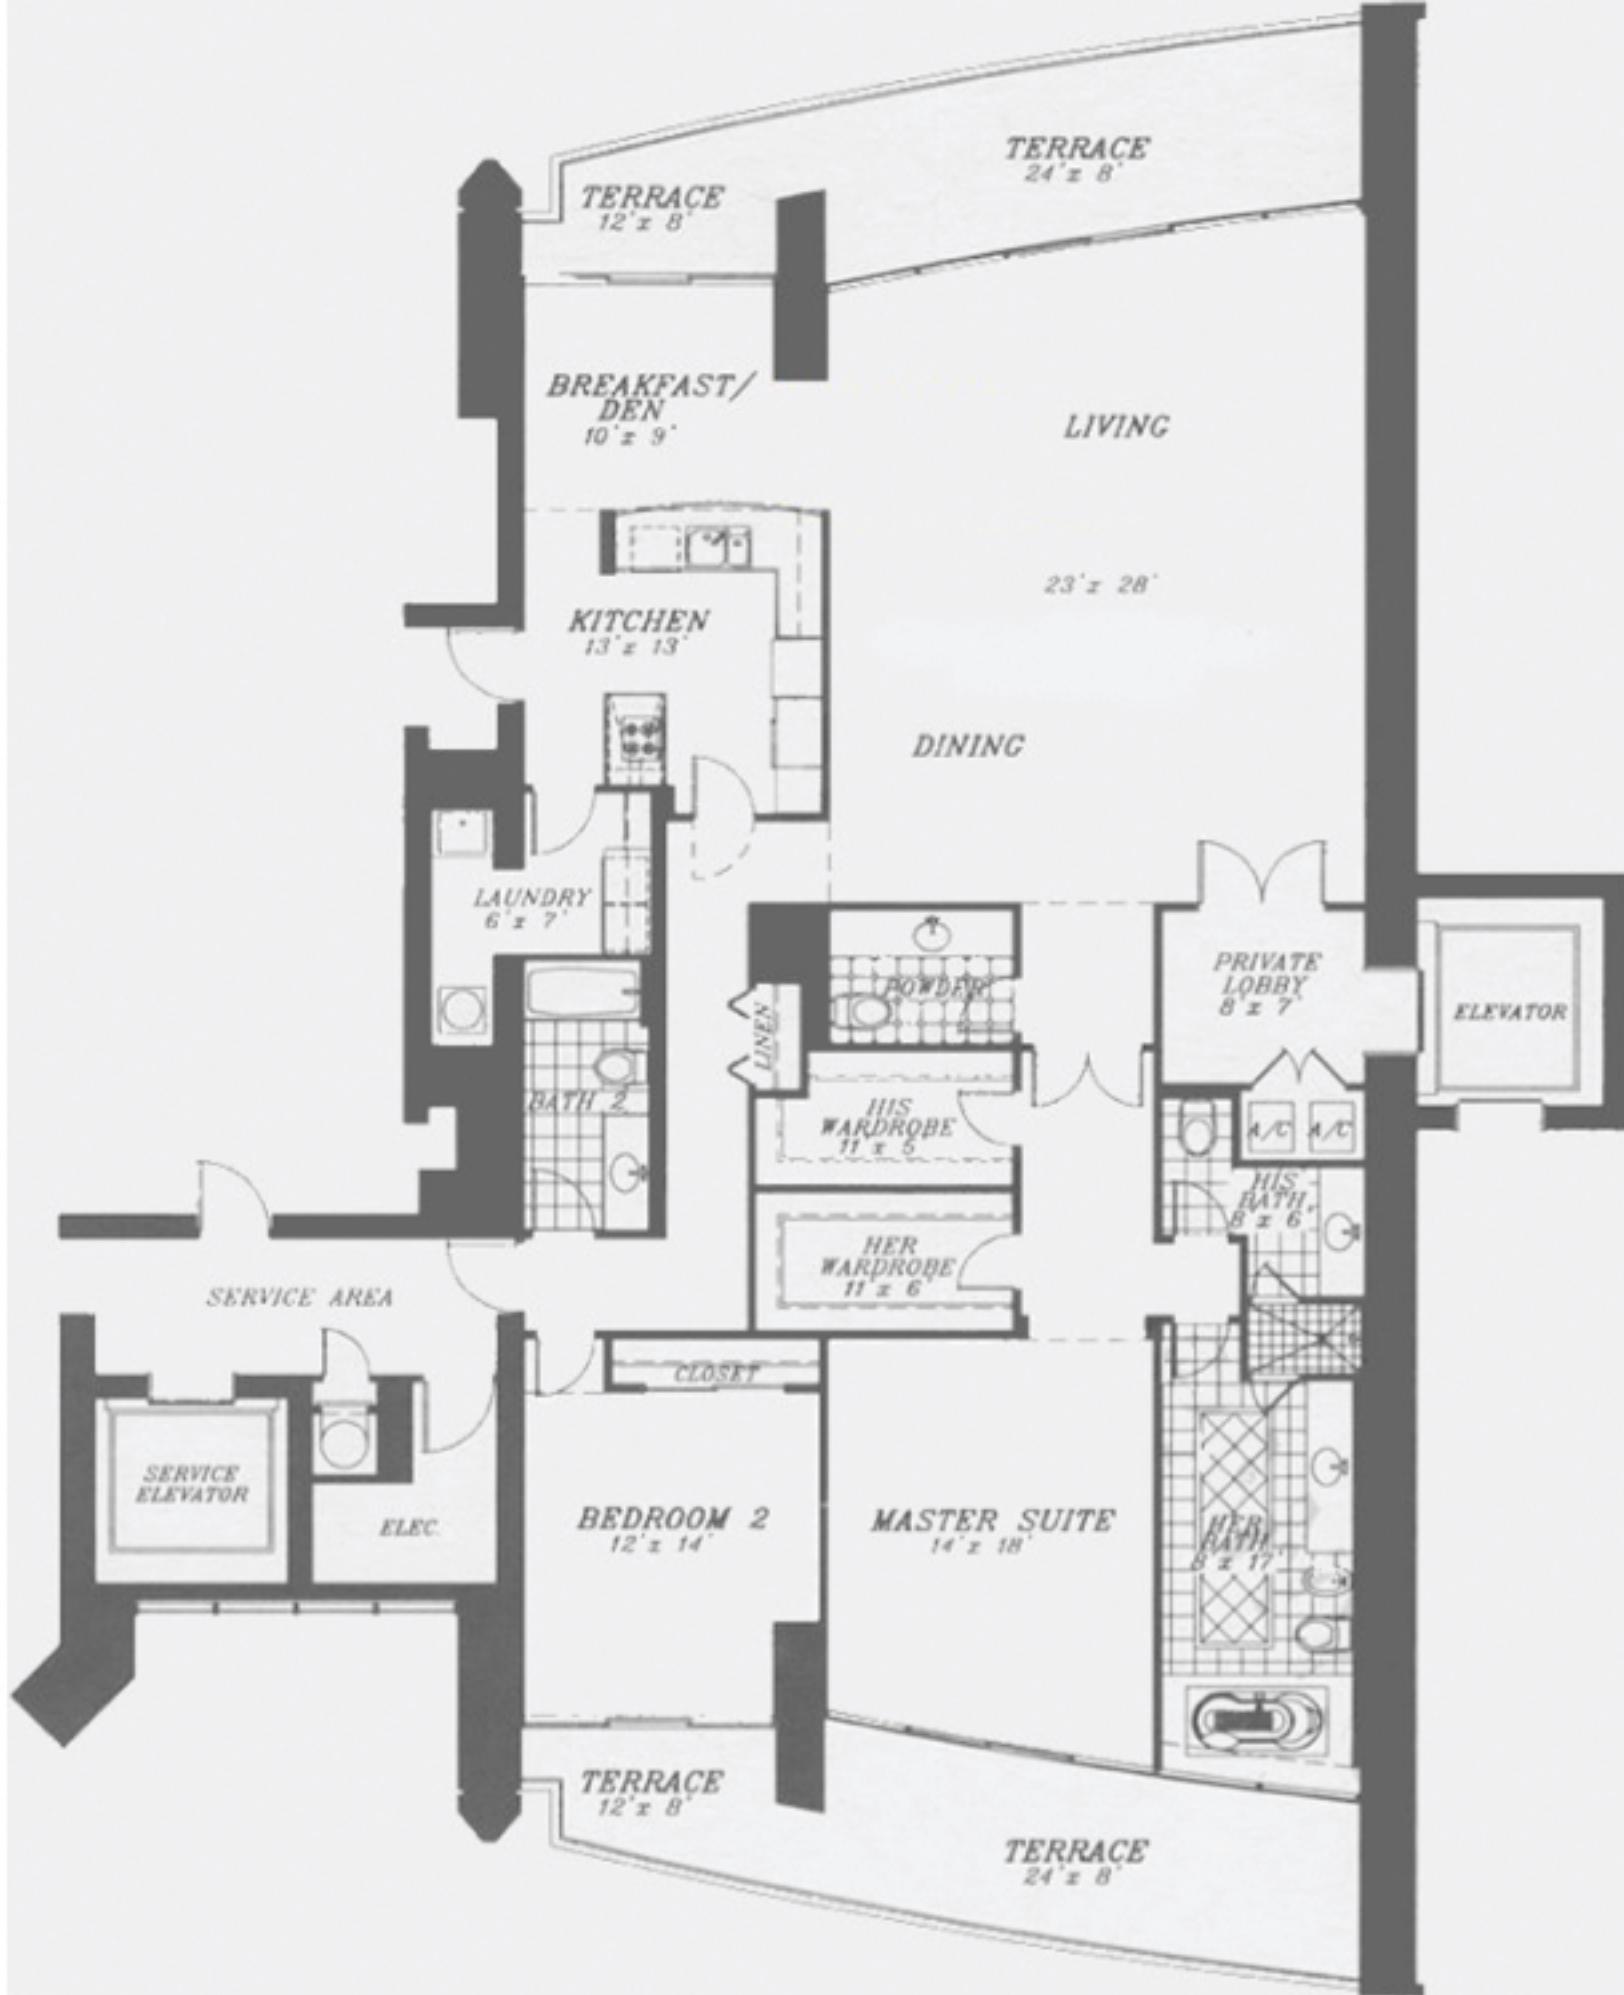 TERRACE
24' x 8'
TERRACE
12' x 8'
BREAKFAST/
DEN
10' x 9'
LIVING
23' x 28'
KITCHEN
13' x 13'
DINING
LAUNDRY
6' x 7'
POWDER
PRIVATE
LOBBY
8' x 7'
ELEVATOR
LINEN
BATH 2
HIS
WARDROBE
11' x 5'
A/C A/C
HIS
BATH
8' x 6'
HER
WARDROBE
11' x 6'
SERVICE AREA
CLOSET
SERVICE
ELEVATOR
ELEC.
BEDROOM 2
12' x 14'
MASTER SUITE
14' x 18'
HER
BATH
8' x 17'
TERRACE
12' x 8'
TERRACE
24' x 8'